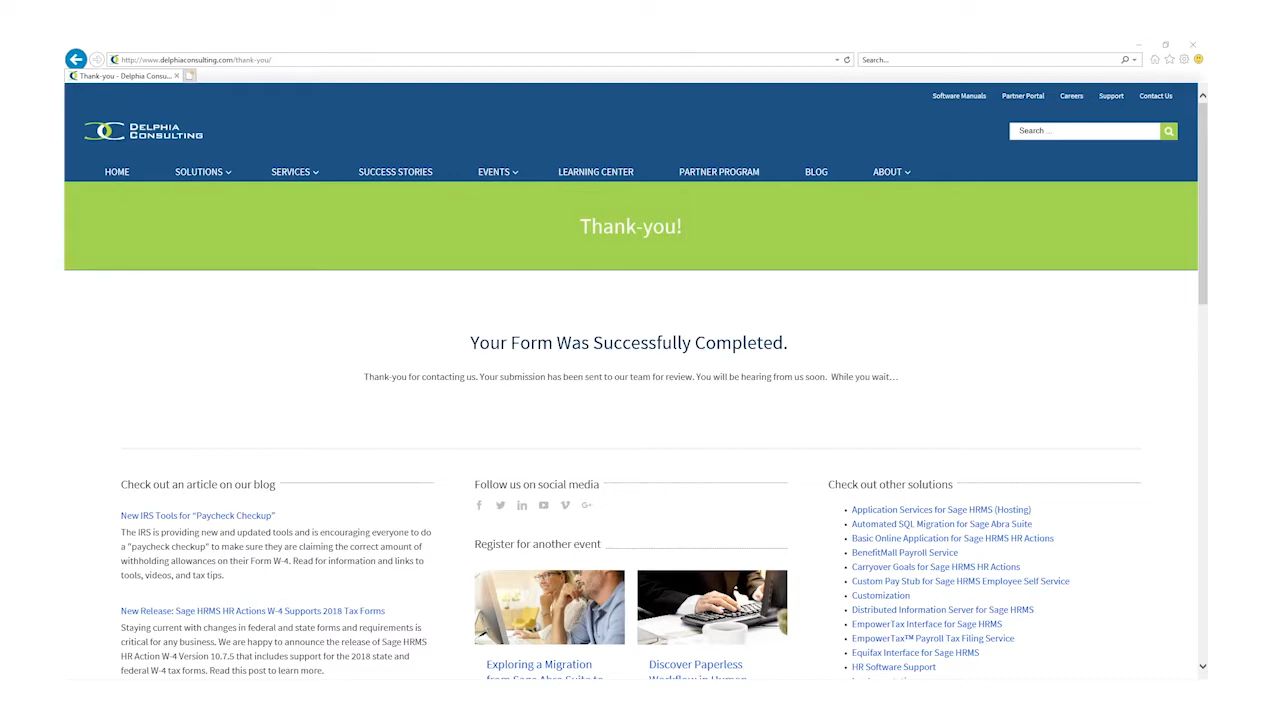 http://www.delphiaconsulting.com/thank-you/
Search...
Thank-you - Delphia Consu...
Software Manuals
Partner Portal
Careers
Support
Contact Us
DELPHIA
CONSULTING
Search ...
HOME
SOLUTIONS
SERVICES
SUCCESS STORIES
EVENTS
LEARNING CENTER
PARTNER PROGRAM
BLOG
ABOUT
Thank-you!
Your Form Was Successfully Completed.
Thank-you for contacting us. Your submission has been sent to our team for review. You will be hearing from us soon. While you wait…
Check out an article on our blog
New IRS Tools for “Paycheck Checkup”
The IRS is providing new and updated tools and is encouraging everyone to do
a "paycheck checkup" to make sure they are claiming the correct amount of
withholding allowances on their Form W-4. Read for information and links to
tools, videos, and tax tips.
New Release: Sage HRMS HR Actions W-4 Supports 2018 Tax Forms
Staying current with changes in federal and state forms and requirements is
critical for any business. We are happy to announce the release of Sage HRMS
HR Action W-4 Version 10.7.5 that includes support for the 2018 state and
federal W-4 tax forms. Read this post to learn more.
Follow us on social media
Register for another event
Exploring a Migration
from Sage Abra Suite to
Discover Paperless
Workflow in Human
Check out other solutions
Application Services for Sage HRMS (Hosting)
Automated SQL Migration for Sage Abra Suite
Basic Online Application for Sage HRMS HR Actions
BenefitMall Payroll Service
Carryover Goals for Sage HRMS HR Actions
Custom Pay Stub for Sage HRMS Employee Self Service
Customization
Distributed Information Server for Sage HRMS
EmpowerTax Interface for Sage HRMS
EmpowerTax™ Payroll Tax Filing Service
Equifax Interface for Sage HRMS
HR Software Support